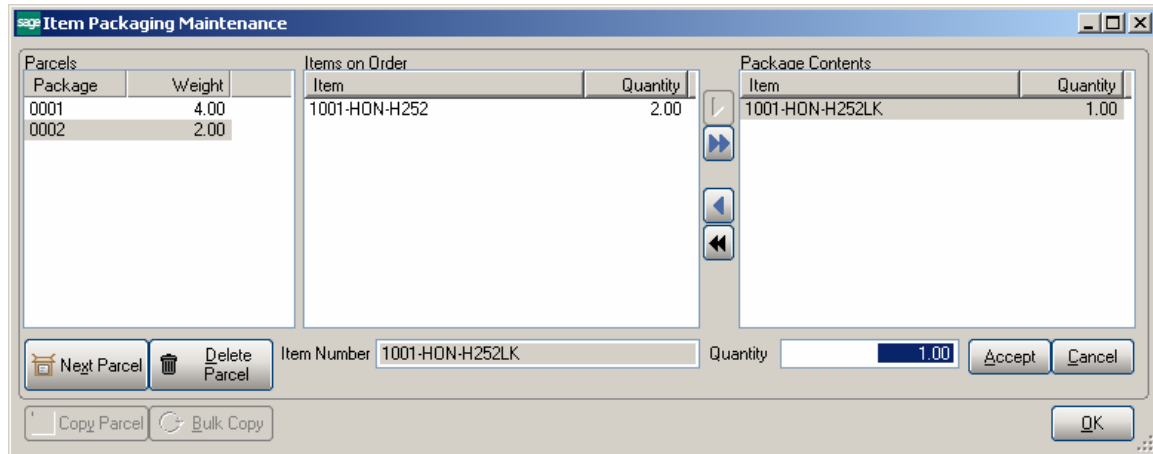 sage Item Packaging Maintenance
Parcels Items on Order Package Contents
Package Weight Item Quantity Item Quantity
0001 4.00 1001-HON-H252 2.00 1001-HON-H252LK 1.00
0002 2.00
Next Parcel Delete Parcel Item Number 1001-HON-H252LK Quantity 1.00 Accept Cancel
Copy Parcel Bulk Copy OK